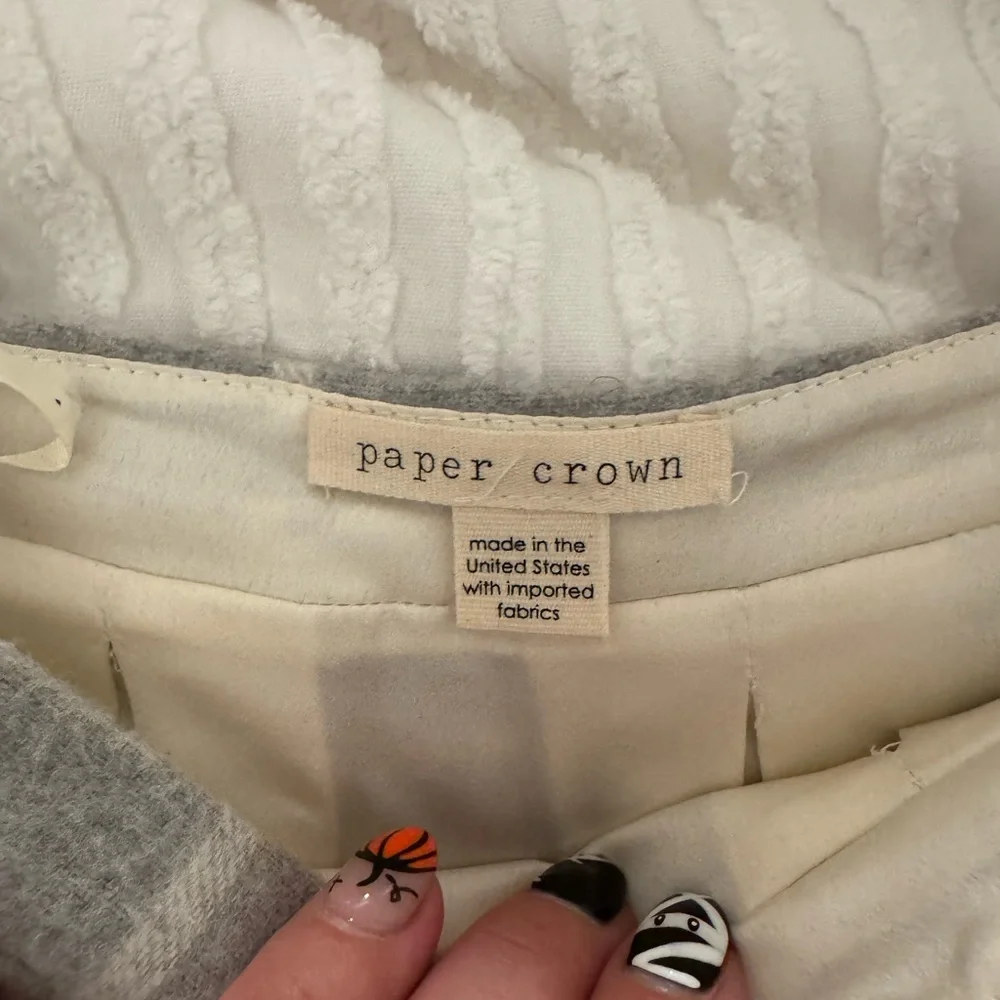 paper crown
made in the
United States
with imported
fabrics